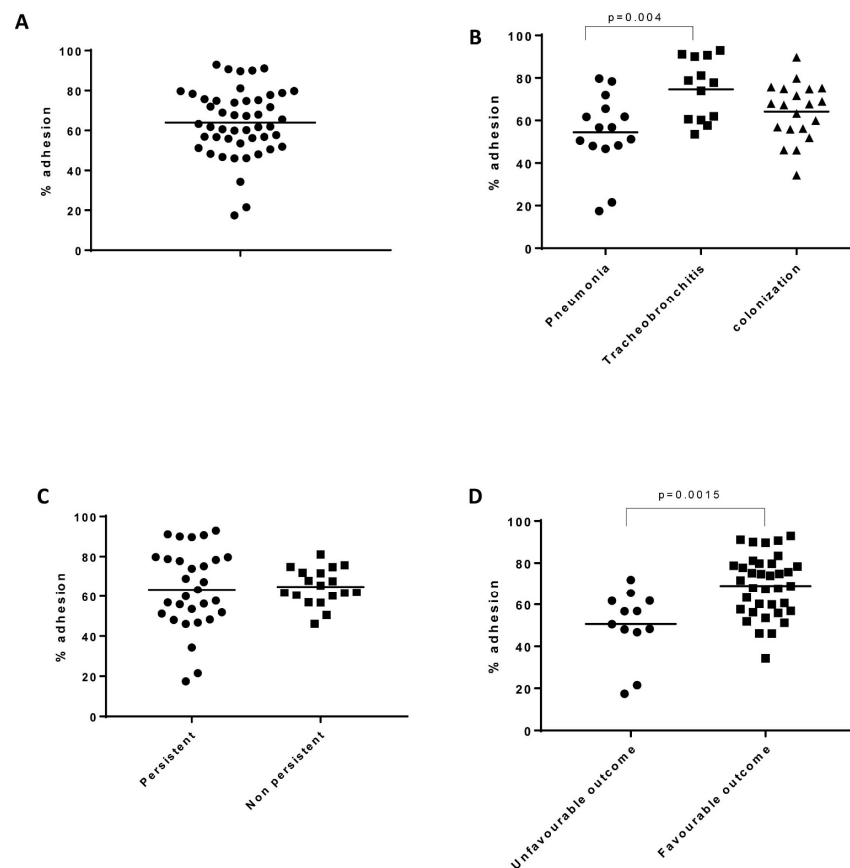 A
% adhesion
100
80
60
40
20
0
B
p=0.004
% adhesion
100
80
60
40
20
0
Pneumonia
Tracheobronchitis
colonization
C
% adhesion
100
80
60
40
20
0
Persistent
Non persistent
D
p=0.0015
% adhesion
100
80
60
40
20
0
Unfavourable outcome
Favourable outcome